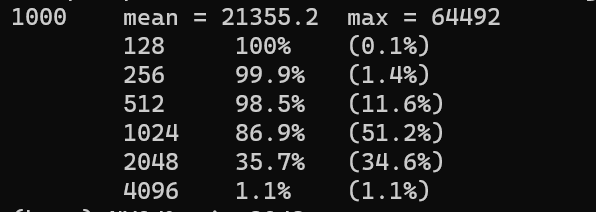 1000 mean = 21355.2 max = 64492
128 100% (0.1%)
256 99.9% (1.4%)
512 98.5% (11.6%)
1024 86.9% (51.2%)
2048 35.7% (34.6%)
4096 1.1% (1.1%)